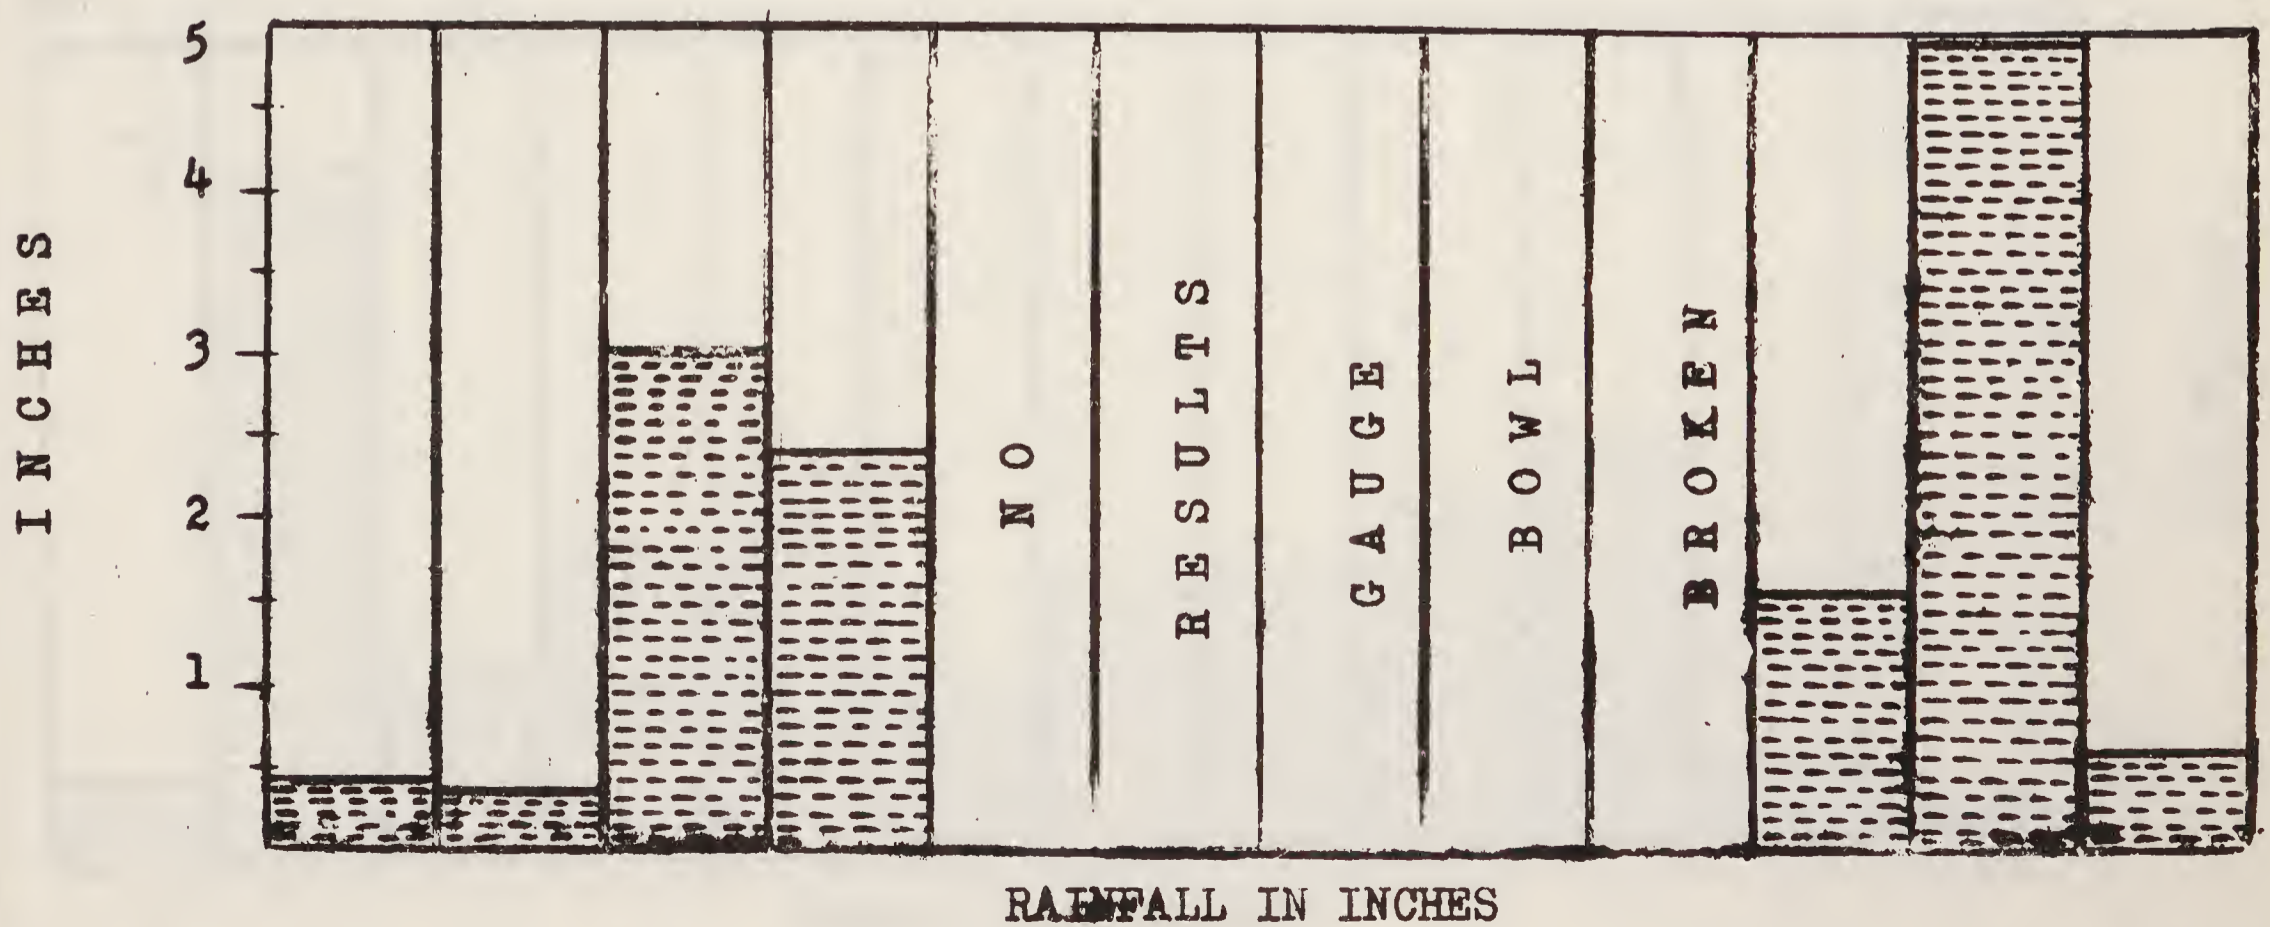 INCHES
5
4
3
2
1
NO
RESULTS
GAUGE
BOWL
BROKEN
RAINFALL IN INCHES